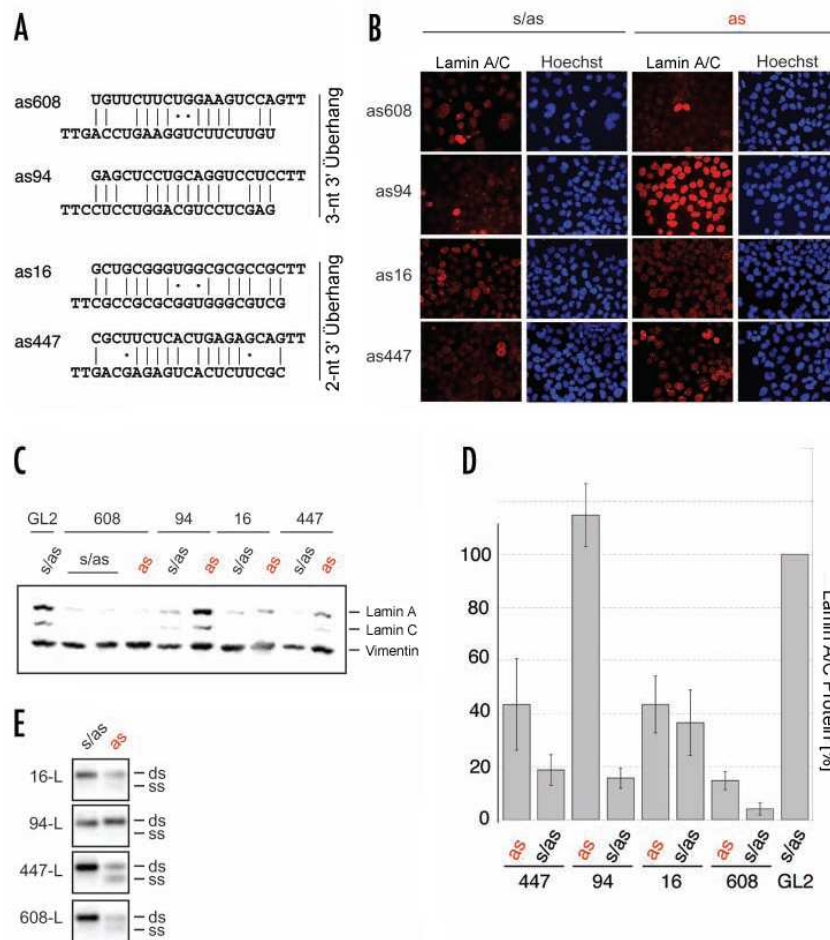 A
as608 UGUUCUUCUGGAAGUCCAGTT
TTGACCUGAAGGUCUUCUUGU
as94 GAGCUCCUGCAGGUCCUCCTT
TTCCUCCUGGACGUCCUCGAG
3-nt 3' Überhang
as16 GCUGCGGGUGGCGCGCCGCTT
TTCGCCGCGCGGUGGGCGUCG
as447 CGCUUCUCACUGAGAGCAGTT
TTGACGAGAGUCACUCUUCGC
2-nt 3' Überhang
B
s/as as
Lamin A/C Hoechst Lamin A/C Hoechst
as608
as94
as16
as447
C
GL2 608 94 16 447
s/as s/as as s/as as s/as as s/as as
Lamin A
Lamin C
Vimentin
D
100
80
60
40
20
0
Lamin A/C Protein [%]
as s/as as s/as as s/as as s/as s/as
447 94 16 608 GL2
E
s/as as
16-L ds
ss
94-L ds
ss
447-L ds
ss
608-L ds
ss